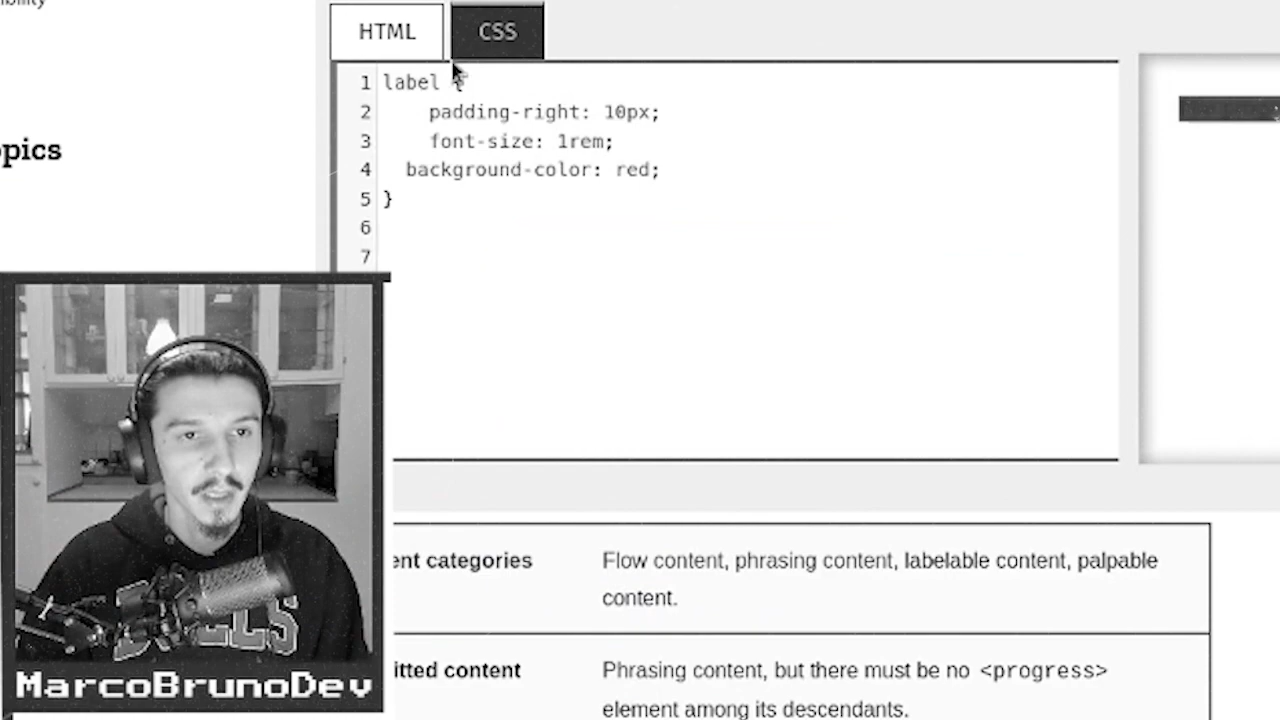 HTML CSS
1 label {
2 padding-right: 10px;
3 font-size: 1rem;
4 background-color: red;
5 }
6
7
MarcoBrunoDev
Flow content, phrasing content, labelable content, palpable
content.
Phrasing content, but there must be no <progress>
element among its descendants.
ent categories
itted content
opics
ibility